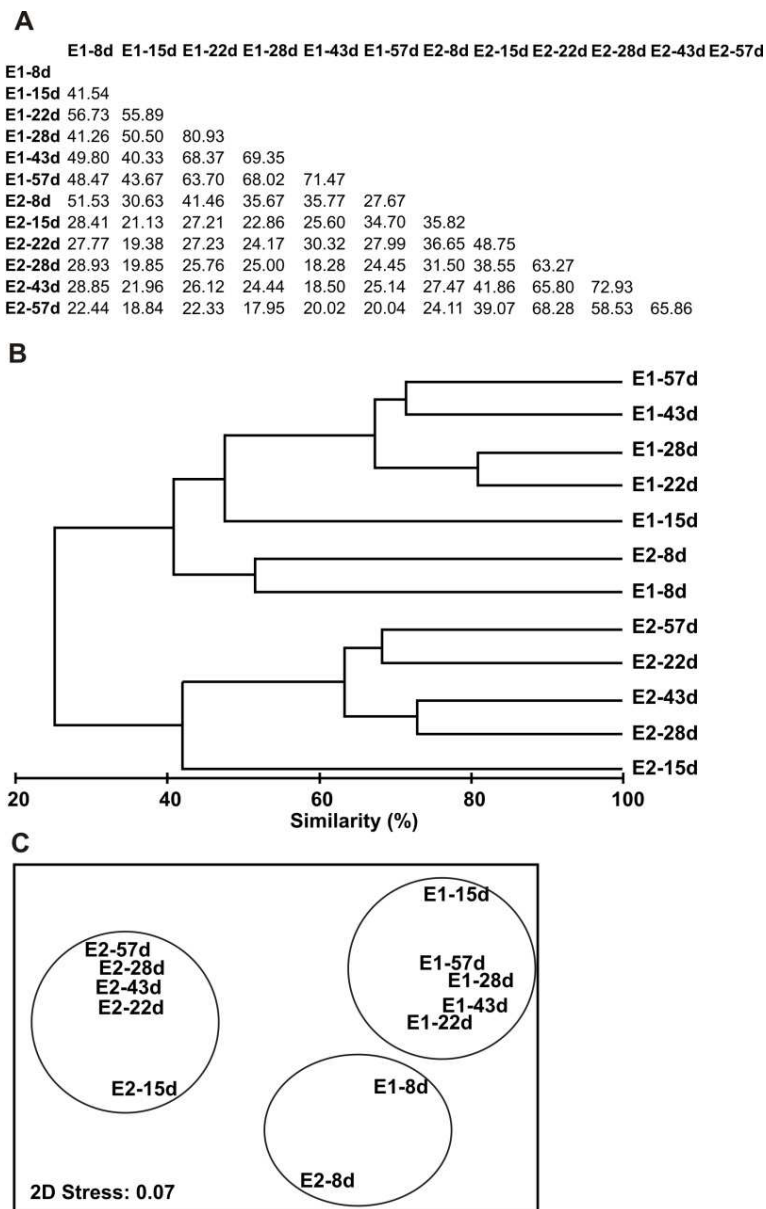 A
E1-8d E1-15d E1-22d E1-28d E1-43d E1-57d E2-8d E2-15d E2-22d E2-28d E2-43d E2-57d
E1-8d
E1-15d 41.54
E1-22d 56.73 55.89
E1-28d 41.26 50.50 80.93
E1-43d 49.80 40.33 68.37 69.35
E1-57d 48.47 43.67 63.70 68.02 71.47
E2-8d 51.53 30.63 41.46 35.67 35.77 27.67
E2-15d 28.41 21.13 27.21 22.86 25.60 34.70 35.82
E2-22d 27.77 19.38 27.23 24.17 30.32 27.99 36.65 48.75
E2-28d 28.93 19.85 25.76 25.00 18.28 24.45 31.50 38.55 63.27
E2-43d 28.85 21.96 26.12 24.44 18.50 25.14 27.47 41.86 65.80 72.93
E2-57d 22.44 18.84 22.33 17.95 20.02 20.04 24.11 39.07 68.28 58.53 65.86
B
E1-57d
E1-43d
E1-28d
E1-22d
E1-15d
E2-8d
E1-8d
E2-57d
E2-22d
E2-43d
E2-28d
E2-15d
20 40 60 80 100
Similarity (%)
C
E1-15d
E2-57d
E2-28d
E2-43d
E2-22d
E1-57d
E1-28d
E1-43d
E1-22d
E2-15d
E1-8d
E2-8d
2D Stress: 0.07